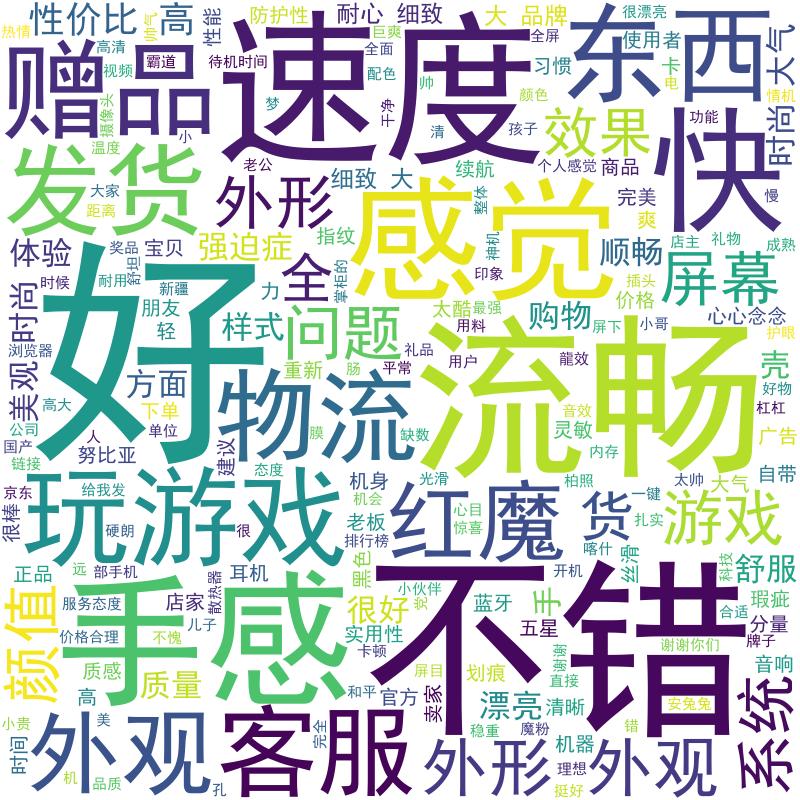 性价比
高
性能
防护性
耐心 细致
大 品牌
很漂亮
热情
帅气
巨爽
全屏
使用者
大气
高清
视频
霸道
待机时间
全面
配色
习惯
卡
电
赠品
速度
东西
快
摄像头
小
梦
帅
颜色
干净
清
孩子
效果
情机
时尚
功能
温度
老公
个人感觉
商品
发货
大家
距离
外形
细致 大
续航
整体
完美
爽
慢
感觉
体验
奖品
舒坦
宝贝
强迫症
指纹
全
掌柜的
神机
印象
顺畅
店主
礼物
成熟
时候
耐用
新疆
力
屏幕
插头
价格
时尚
朋友
轻
样式
问题
太酷
最强
用料
购物
屏下
小哥
心心念念
护眼
好
浏览器
美观
方面
重新
肠
礼品
平常
用户
龍效
壳
好物
高大
下单
物流
流畅
音效
杠杠
公司
国产
人
单位
膜
缺数
灵敏
广告
链接
努比亚
建议
态度
内存
京东
给我发
机身
机会
光滑
柏照
太帅
大气
自带
很棒
玩游戏
硬朗
很
老板
排行榜
红魔
心目
惊喜
货
一键
扎实
游戏
喀什
丝滑
正品
远
部手机
散热器
耳机
黑色
小伙伴
开机
科技
舒服
颜值
手感
服务态度
店家
很好
蓝牙
手
合适
瑕疵
价格合理
不愧
儿子
实用性
卡顿
不错
五星
谢谢你们
分量
牌子
质感
质量
屏目
划痕
谢谢
直接
音响
高
和平
官方
卖家
漂亮
清晰
安兔兔
小贵
美
完全
稳重
魔粉
机器
错
系统
时间
外观
客服
外形
理想
外观
机
品质
孔
挺好